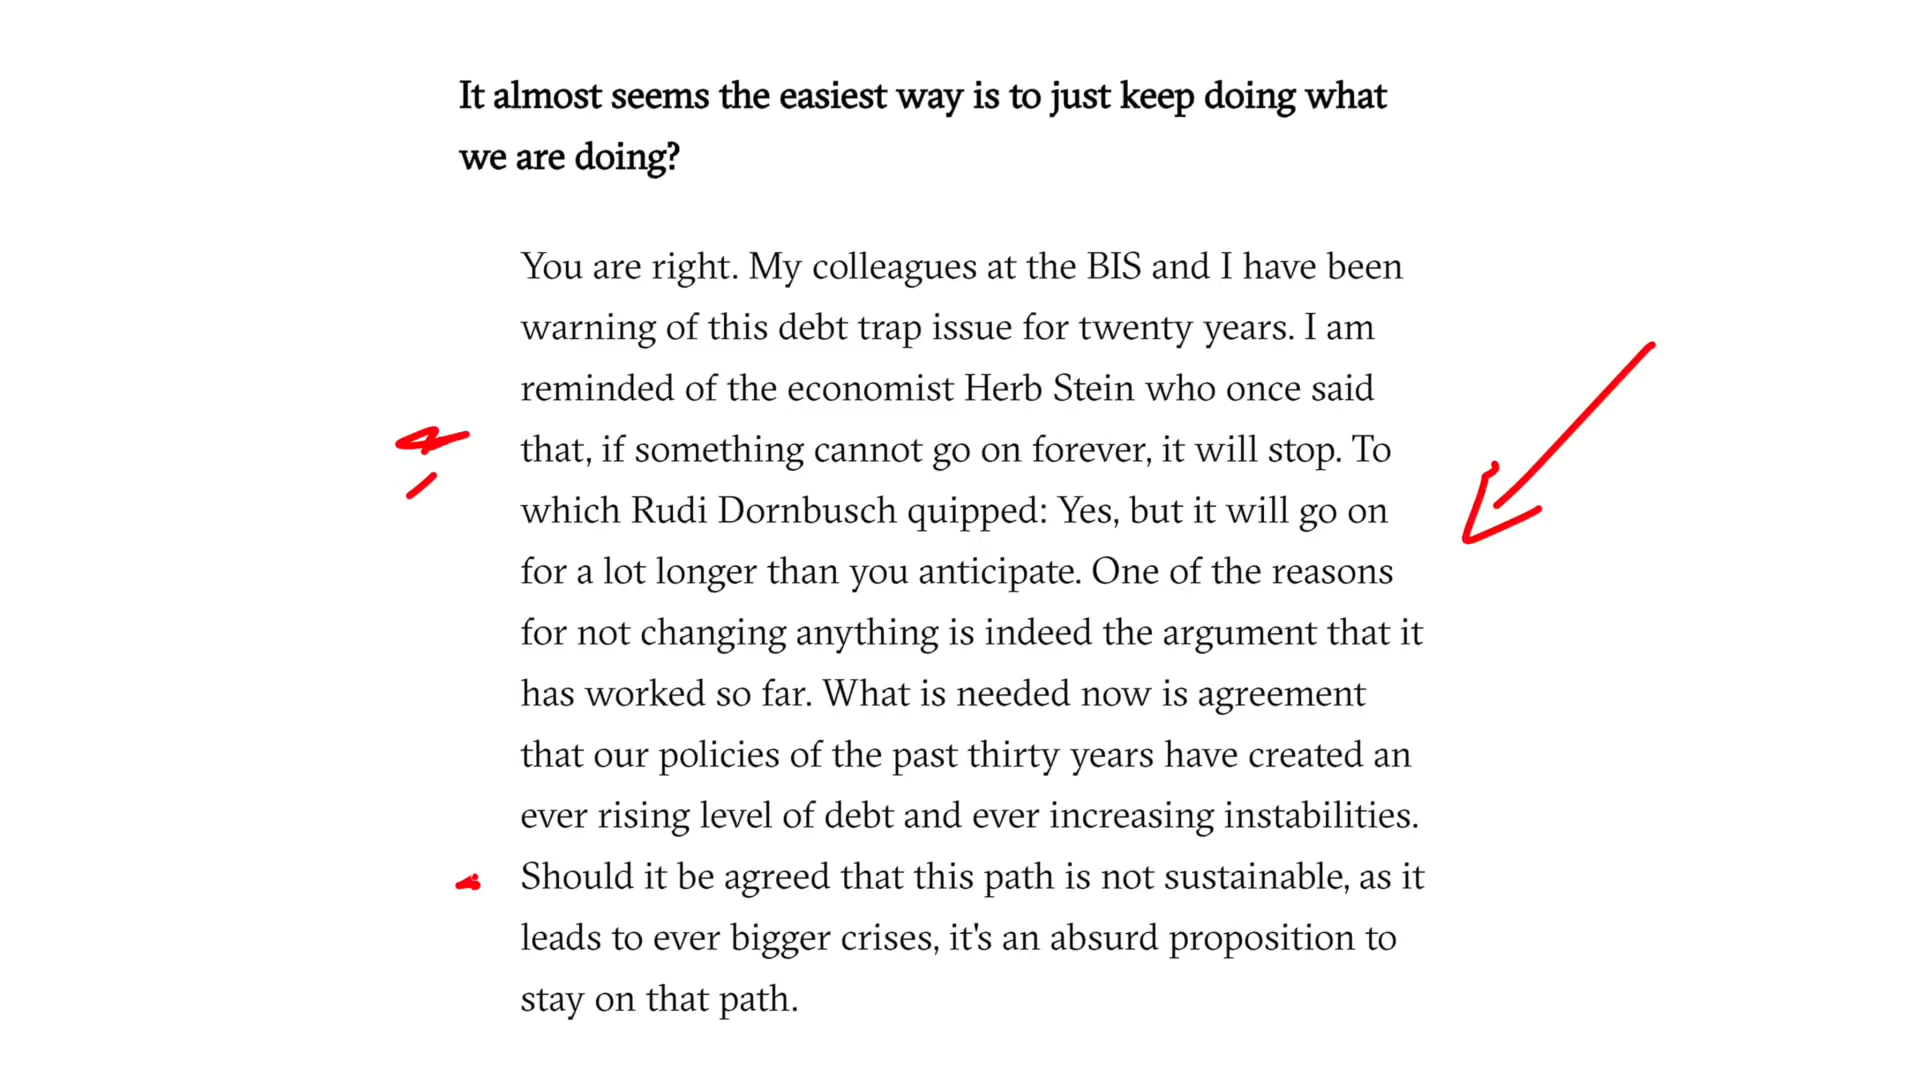 It almost seems the easiest way is to just keep doing what
we are doing?
You are right. My colleagues at the BIS and I have been
warning of this debt trap issue for twenty years. I am
reminded of the economist Herb Stein who once said
that, if something cannot go on forever, it will stop. To
which Rudi Dornbusch quipped: Yes, but it will go on
for a lot longer than you anticipate. One of the reasons
for not changing anything is indeed the argument that it
has worked so far. What is needed now is agreement
that our policies of the past thirty years have created an
ever rising level of debt and ever increasing instabilities.
Should it be agreed that this path is not sustainable, as it
leads to ever bigger crises, it's an absurd proposition to
stay on that path.